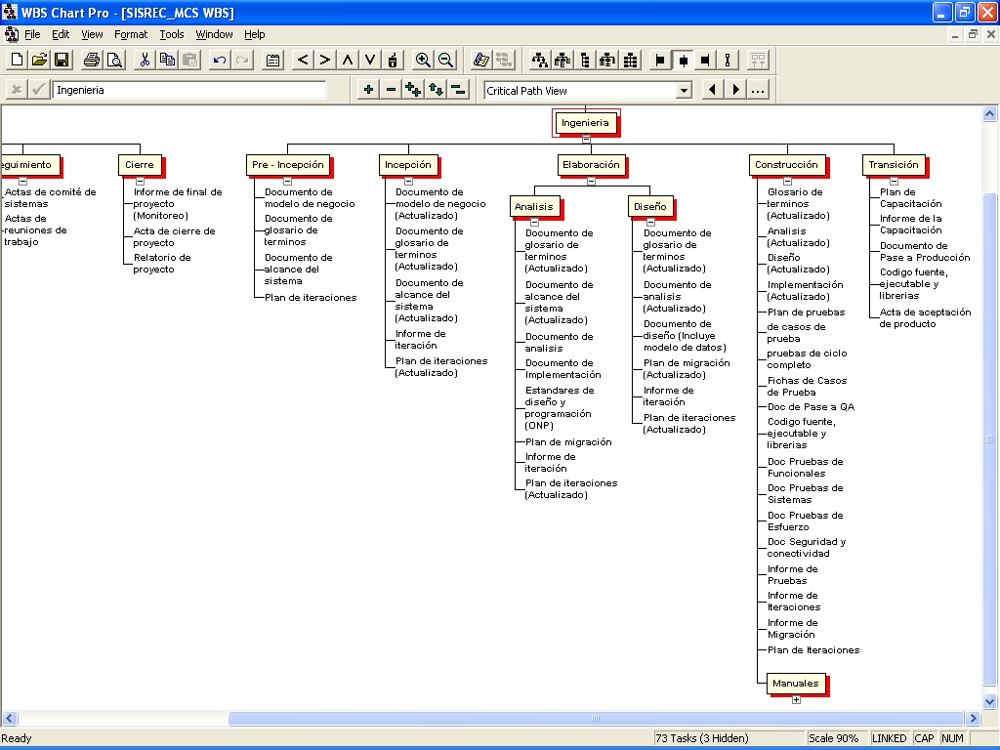 WBS Chart Pro - [SISREC_MCS WBS]
File Edit View Format Tools Window Help
Ingenieria
Critical Path View
Ingenieria
eguimiento
Actas de comité de
sistemas
Actas de
reuniones de
trabajo
Cierre
Informe de final de
proyecto
(Monitoreo)
Acta de cierre de
proyecto
Relatorio de
proyecto
Pre - Incepción
Documento de
modelo de negocio
Documento de
glosario de
terminos
Documento de
alcance del
sistema
Plan de iteraciones
Incepción
Documento de
modelo de negocio
(Actualizado)
Documento de
glosario de
terminos
(Actualizado)
Documento de
alcance del
sistema
(Actualizado)
Informe de
iteración
Plan de iteraciones
(Actualizado)
Elaboración
Analisis
Documento de
glosario de
terminos
(Actualizado)
Documento de
alcance del
sistema
(Actualizado)
Documento de
analisis
Documento de
Implementación
Estandares de
diseño y
programación
(ONP)
Plan de migración
Informe de
iteración
Plan de iteraciones
(Actualizado)
Diseño
Documento de
glosario de
terminos
(Actualizado)
Documento de
analisis
(Actualizado)
Documento de
diseño (Incluye
modelo de datos)
Plan de migración
(Actualizado)
Informe de
iteración
Plan de iteraciones
(Actualizado)
Construcción
Glosario de
terminos
(Actualizado)
Analisis
(Actualizado)
Diseño
(Actualizado)
Implementación
(Actualizado)
Plan de pruebas
de casos de
prueba
pruebas de ciclo
completo
Fichas de Casos
de Prueba
Doc de Pase a QA
Codigo fuente,
ejecutable y
librerias
Doc Pruebas de
Funcionales
Doc Pruebas de
Sistemas
Doc Pruebas de
Esfuerzo
Doc Seguridad y
conectividad
Informe de
Pruebas
Informe de
Iteraciones
Informe de
Migración
Plan de Iteraciones
Manuales
Transición
Plan de
Capacitación
Informe de la
Capacitación
Documento de
Pase a Producción
Codigo fuente,
ejecutable y
librerias
Acta de aceptación
de producto
Ready
73 Tasks (3 Hidden)
Scale 90%
LINKED
CAP
NUM